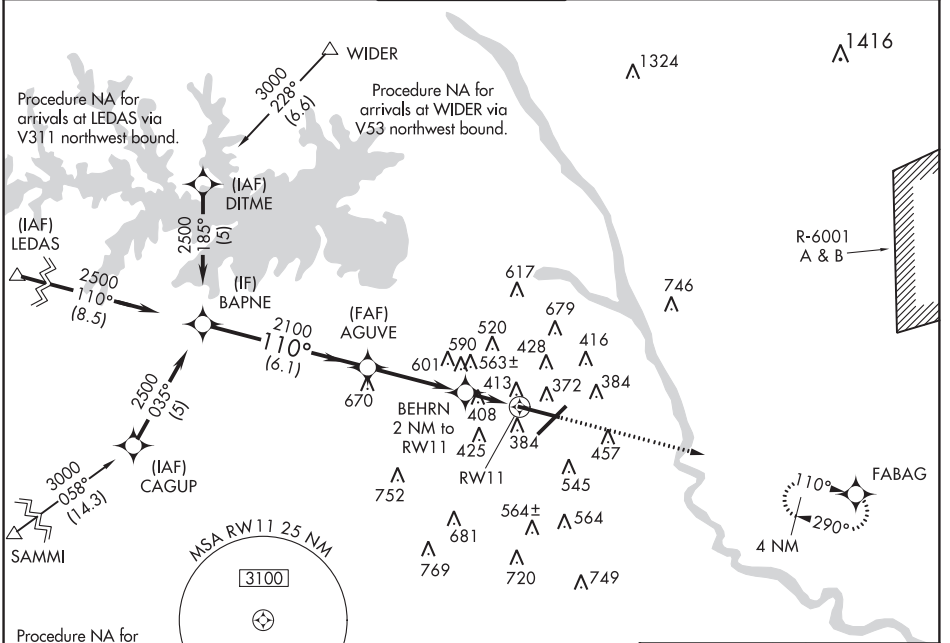 WIDER
1324
1416
3000
228°
(6.6)
Procedure NA for
arrivals at LEDAS via
V311 northwest bound.
Procedure NA for
arrivals at WIDER via
V53 northwest bound.
(IAF)
DITME
2500
185°
(5)
(IAF)
LEDAS
2500
110°
(8.5)
(IF)
BAPNE
R-6001
A & B
617
746
2100
110°
(6.1)
(FAF)
AGUVE
679
520
416
590
601
563±
428
413
372
384
670
408
BEHRN
2 NM to
RW11
425
384
457
RW11
2500
035°
(5)
(IAF)
CAGUP
3000
058°
(14.3)
SAMMI
545
752
FABAG
110°
290°
4 NM
564±
564
681
769
720
749
MSA RW11 25 NM
3100
Procedure NA for